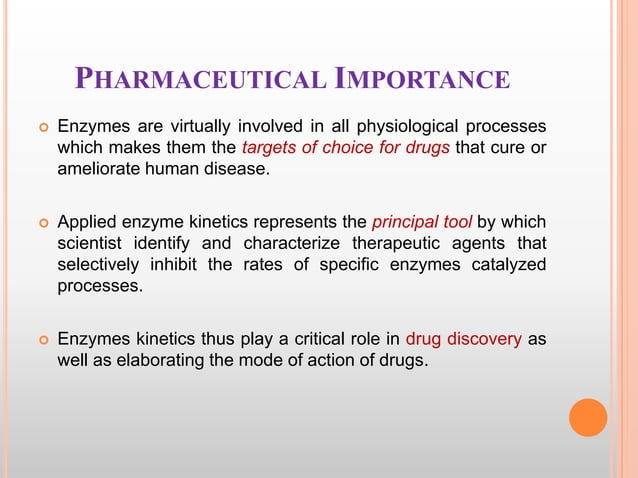 PHARMACEUTICAL IMPORTANCE
Enzymes are virtually involved in all physiological processes
which makes them the targets of choice for drugs that cure or
ameliorate human disease.
Applied enzyme kinetics represents the principal tool by which
scientist identify and characterize therapeutic agents that
selectively inhibit the rates of specific enzymes catalyzed
processes.
Enzymes kinetics thus play a critical role in drug discovery as
well as elaborating the mode of action of drugs.